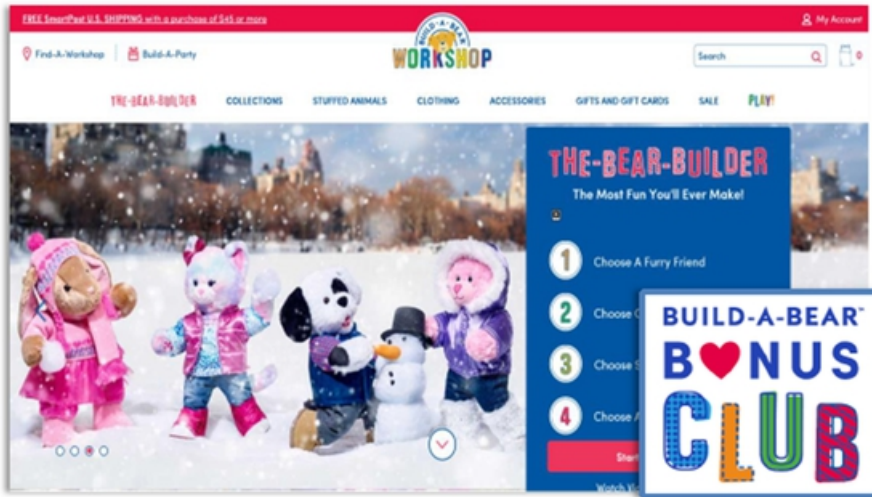 FREE SmartPost U.S. SHIPPING with a purchase of $45 or more
My Account
Find-A-Workshop
Build-A-Party
BUILD-A-BEAR
WORKSHOP
Search
0
THE-BEAR-BUILDER
COLLECTIONS
STUFFED ANIMALS
CLOTHING
ACCESSORIES
GIFTS AND GIFT CARDS
SALE
PLAY!
THE-BEAR-BUILDER
The Most Fun You'll Ever Make!
1 Choose A Furry Friend
2 Choose
3 Choose
4 Choose
BUILD-A-BEAR™
BONUS
CLUB